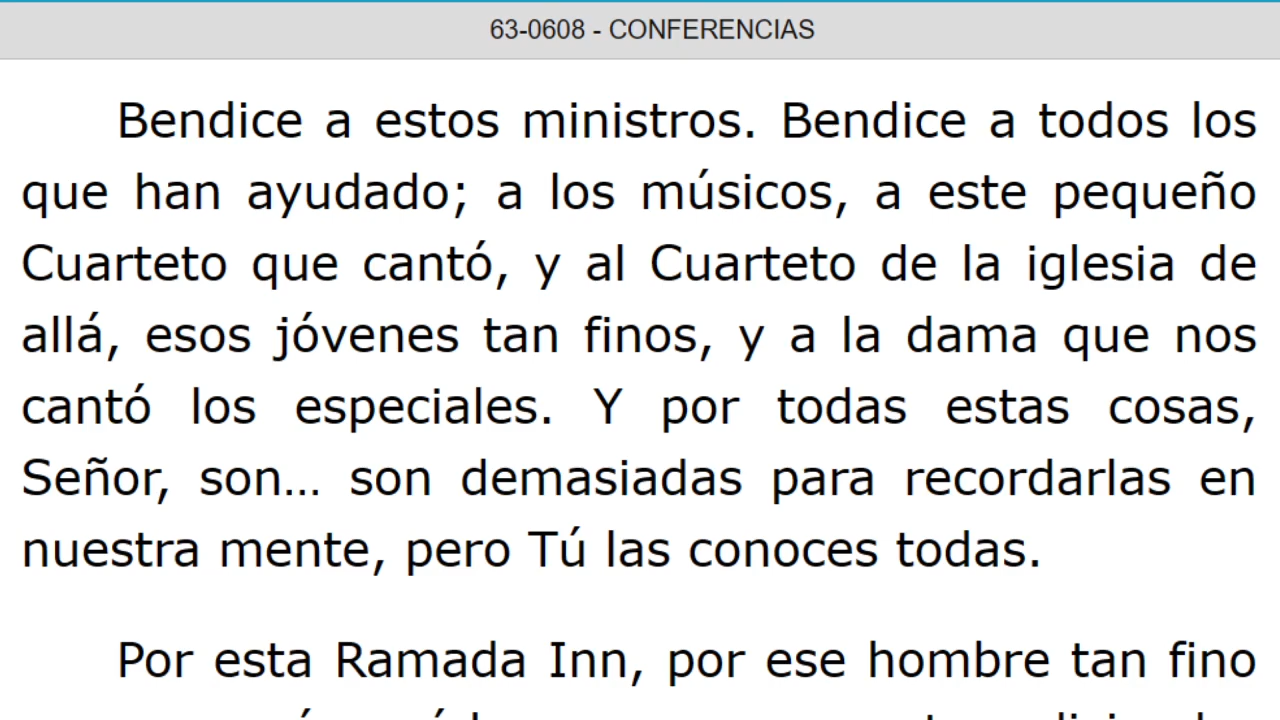 63-0608 - CONFERENCIAS
Bendice a estos ministros. Bendice a todos los
que han ayudado; a los músicos, a este pequeño
Cuarteto que cantó, y al Cuarteto de la iglesia de
allá, esos jóvenes tan finos, y a la dama que nos
cantó los especiales. Y por todas estas cosas,
Señor, son… son demasiadas para recordarlas en
nuestra mente, pero Tú las conoces todas.
Por esta Ramada Inn, por ese hombre tan fino